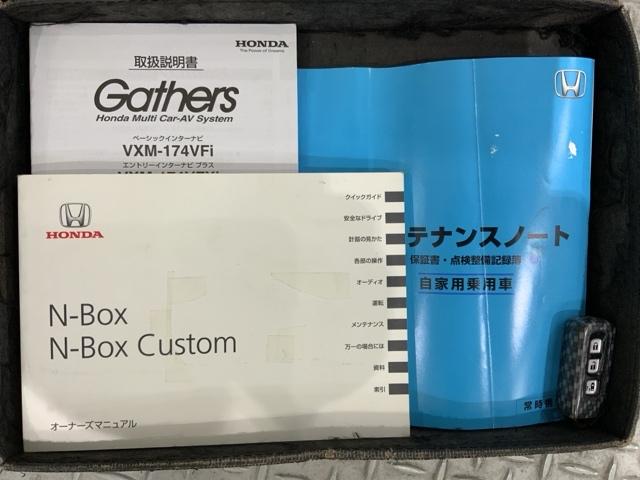 HONDA
The Power of Dreams
取扱説明書
Gathers
Honda Multi Car-AV System
ベーシックインターナビ
VXM-174VFi
エントリーインターナビ プラス
HONDA
N-Box
N-Box Custom
オーナーズマニュアル
クイックガイド
安全なドライブ
計器の見かた
各部の操作
オーディオ
運転
メンテナンス
万一の場合には
資料
索引
テナンスノート
保証書・点検整備記録簿
自家用乗用車
常時